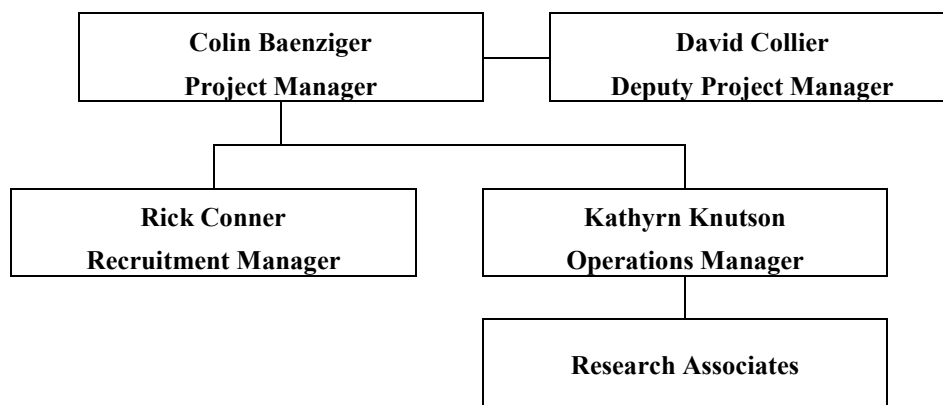 Colin Baenziger
Project Manager
David Collier
Deputy Project Manager
Rick Conner
Recruitment Manager
Kathyrn Knutson
Operations Manager
Research Associates